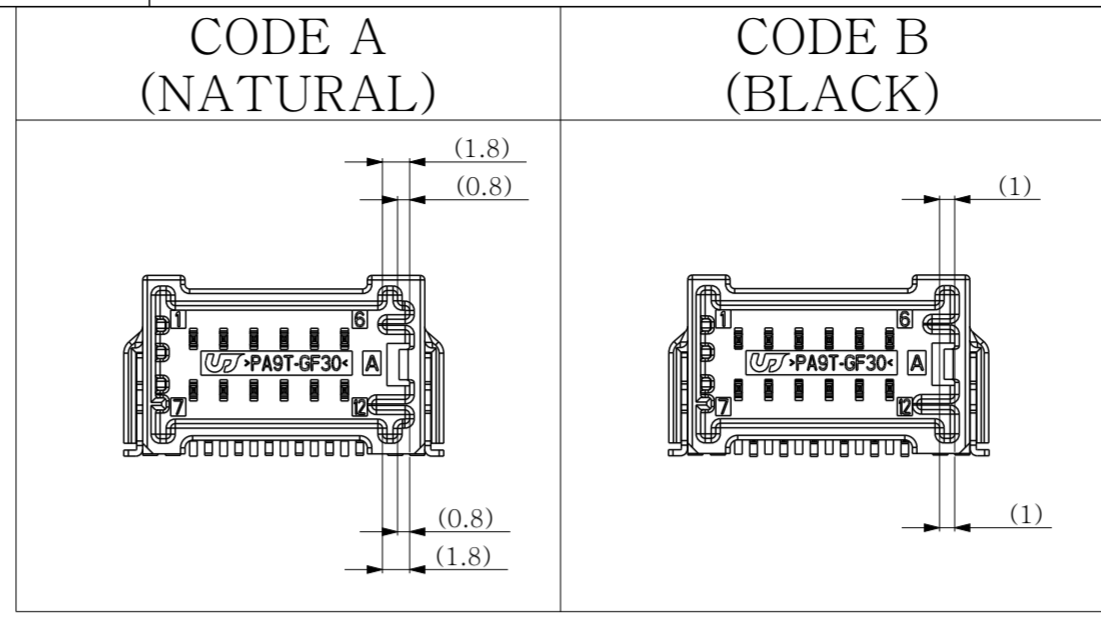 CODE A
(NATURAL)
CODE B
(BLACK)
(1.8)
(0.8)
1 6
>PA9T-GF30< A
7 12
(0.8)
(1.8)
(1)
1 6
>PA9T-GF30< A
7 12
(1)